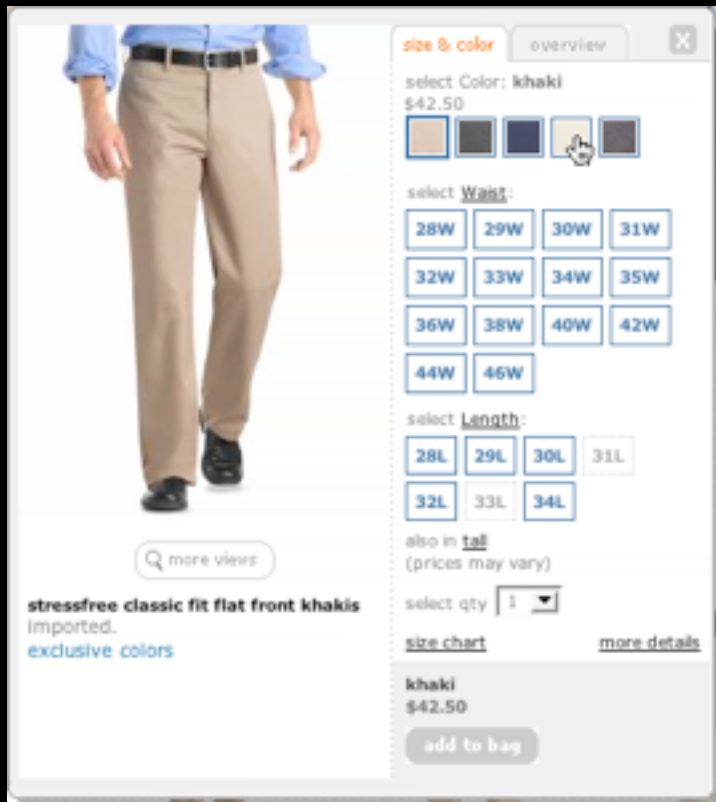 size & color
overview
X
select Color: khaki
$42.50
select Waist:
28W 29W 30W 31W
32W 33W 34W 35W
36W 38W 40W 42W
44W 46W
select Length:
28L 29L 30L 31L
32L 33L 34L
also in tall
(prices may vary)
select qty 1
size chart more details
khaki
$42.50
add to bag
more views
stressfree classic fit flat front khakis
imported.
exclusive colors